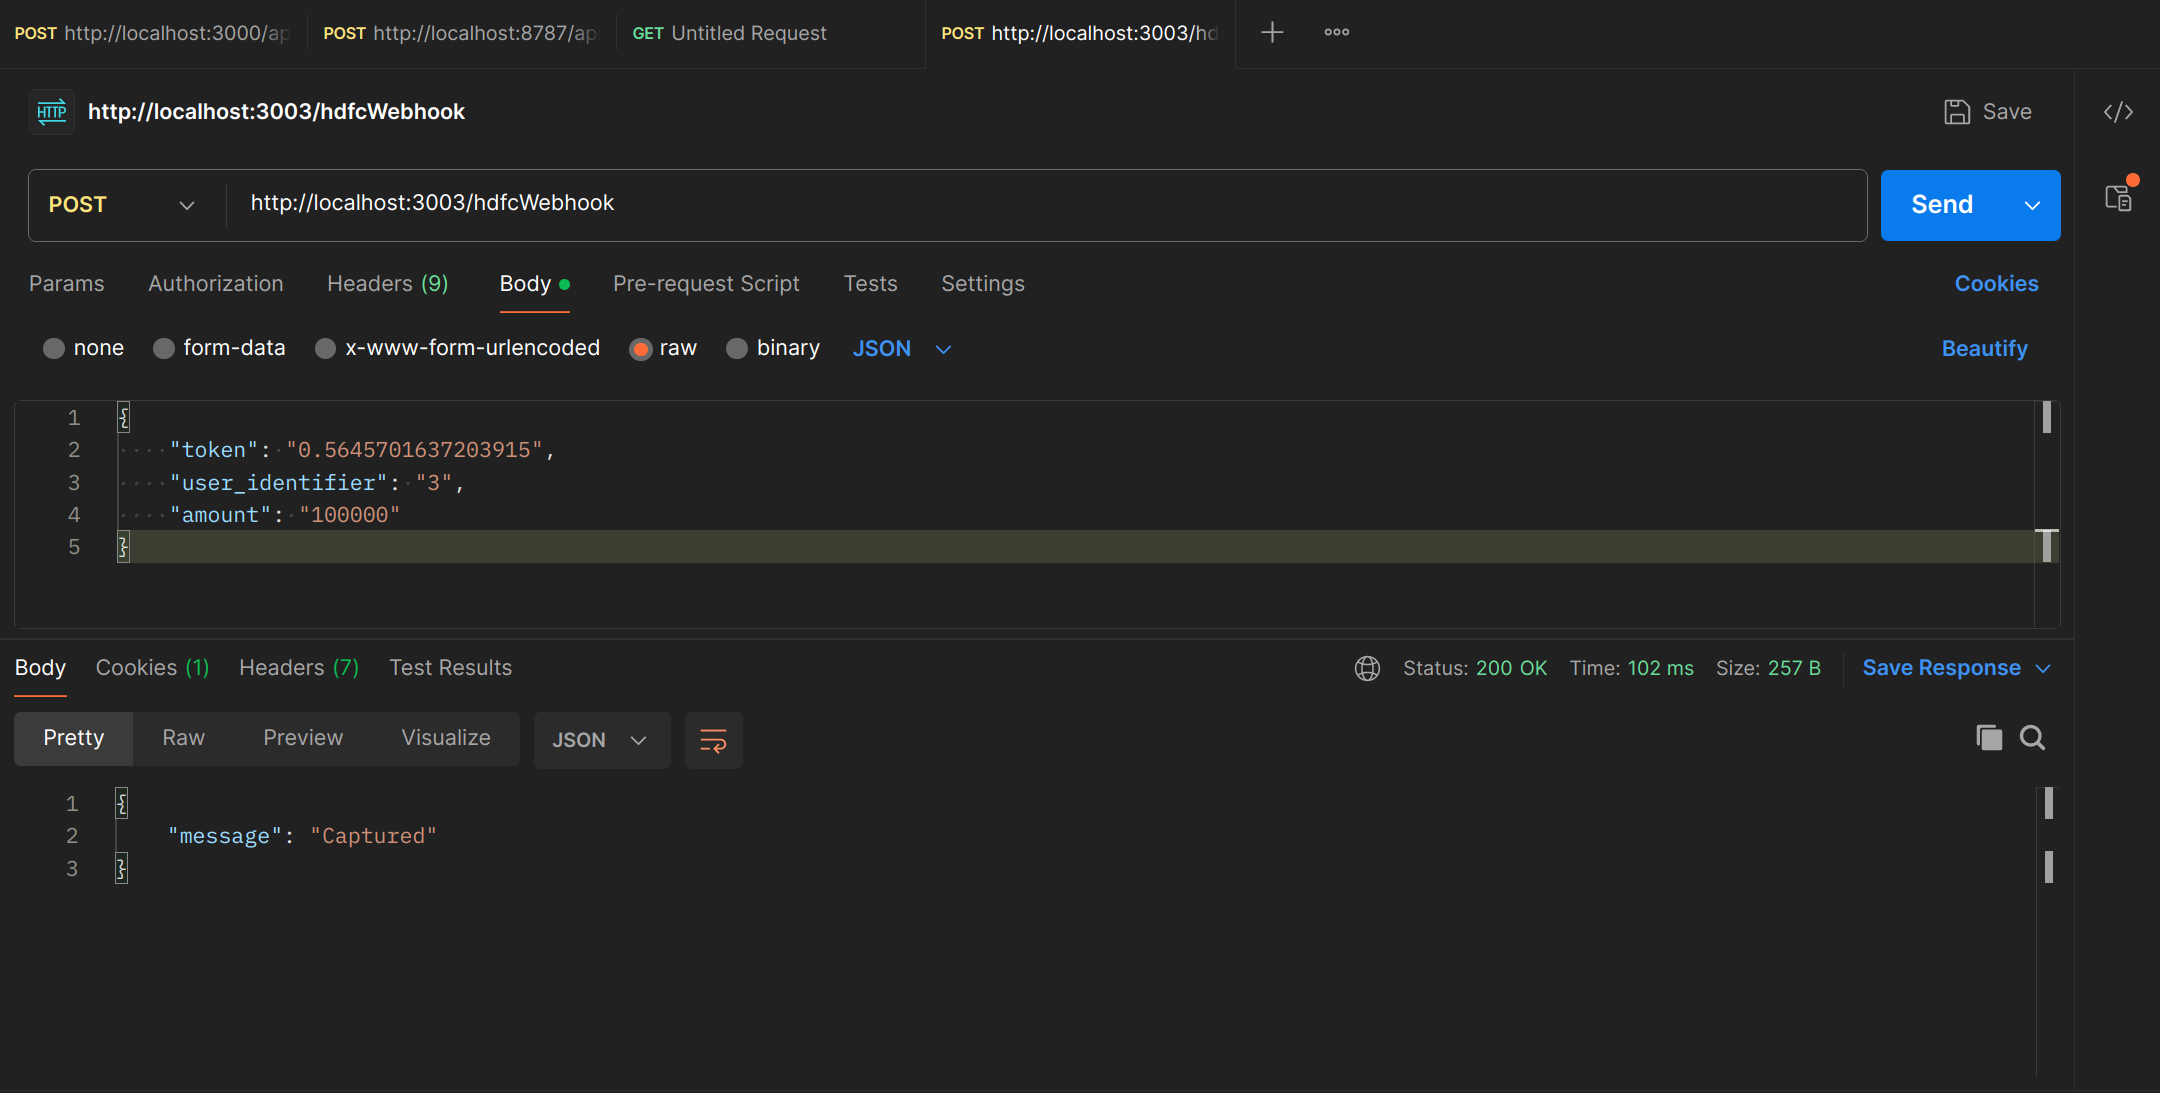 POST http://localhost:3000/ap POST http://localhost:8787/ap GET Untitled Request POST http://localhost:3003/hd
HTTP http://localhost:3003/hdfcWebhook Save
POST http://localhost:3003/hdfcWebhook Send
Params Authorization Headers (9) Body Pre-request Script Tests Settings Cookies
none form-data x-www-form-urlencoded raw binary JSON Beautify
1 {
2 "token": "0.5645701637203915",
3 "user_identifier": "3",
4 "amount": "100000"
5 }
Body Cookies (1) Headers (7) Test Results Status: 200 OK Time: 102 ms Size: 257 B Save Response
Pretty Raw Preview Visualize JSON
1 {
2 "message": "Captured"
3 }